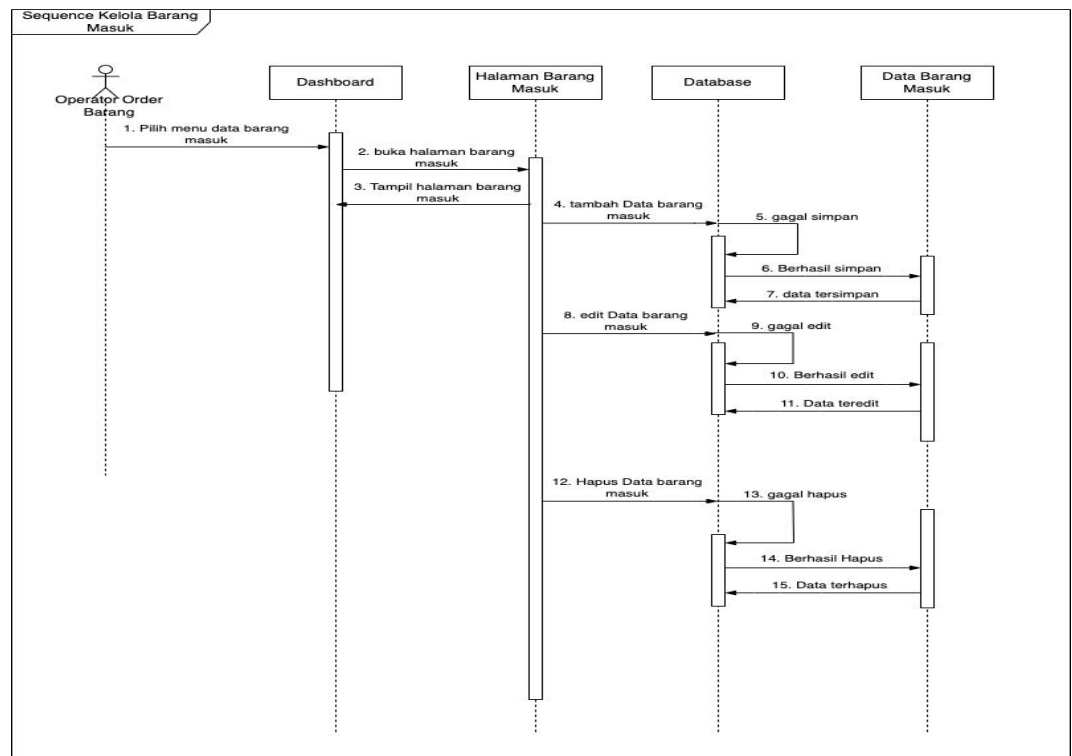 Sequence Kelola Barang
Masuk
Operator Order
Barang
Dashboard
Halaman Barang
Masuk
Database
Data Barang
Masuk
1. Pilih menu data barang
masuk
2. buka halaman barang
masuk
3. Tampil halaman barang
masuk
4. tambah Data barang
masuk
5. gagal simpan
6. Berhasil simpan
7. data tersimpan
8. edit Data barang
masuk
9. gagal edit
10. Berhasil edit
11. Data teredit
12. Hapus Data barang
masuk
13. gagal hapus
14. Berhasil Hapus
15. Data terhapus